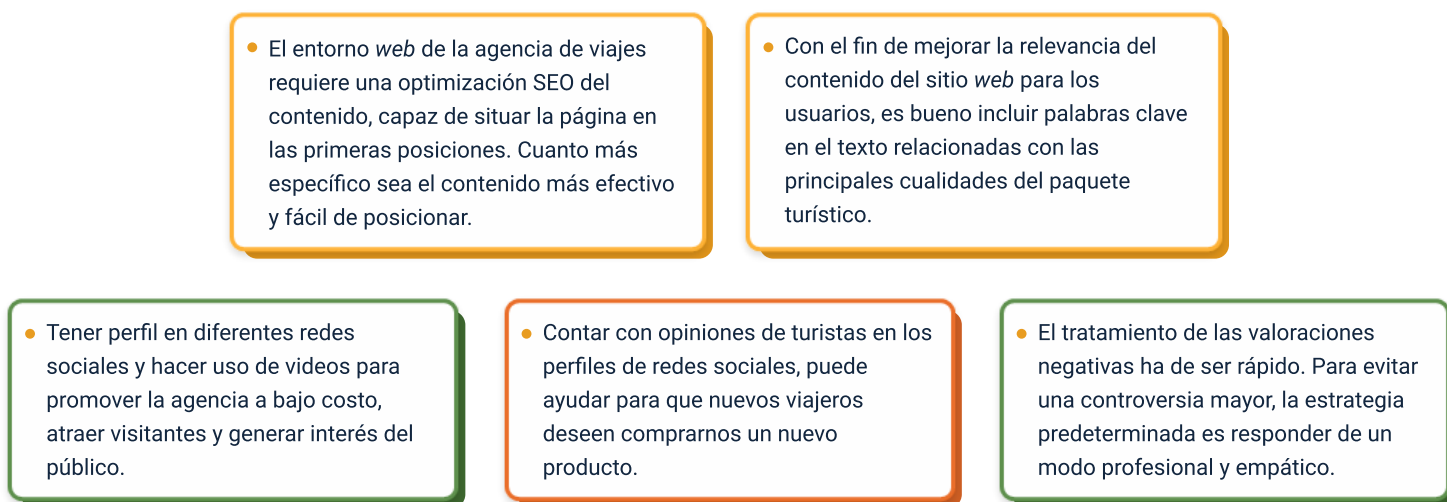 El entorno web de la agencia de viajes
requiere una optimización SEO del
contenido, capaz de situar la página en
las primeras posiciones. Cuanto más
específico sea el contenido más efectivo
y fácil de posicionar.
Con el fin de mejorar la relevancia del
contenido del sitio web para los
usuarios, es bueno incluir palabras clave
en el texto relacionadas con las
principales cualidades del paquete
turístico.
Tener perfil en diferentes redes
sociales y hacer uso de videos para
promover la agencia a bajo costo,
atraer visitantes y generar interés del
público.
Contar con opiniones de turistas en los
perfiles de redes sociales, puede
ayudar para que nuevos viajeros
deseen comprarnos un nuevo
producto.
El tratamiento de las valoraciones
negativas ha de ser rápido. Para evitar
una controversia mayor, la estrategia
predeterminada es responder de un
modo profesional y empático.